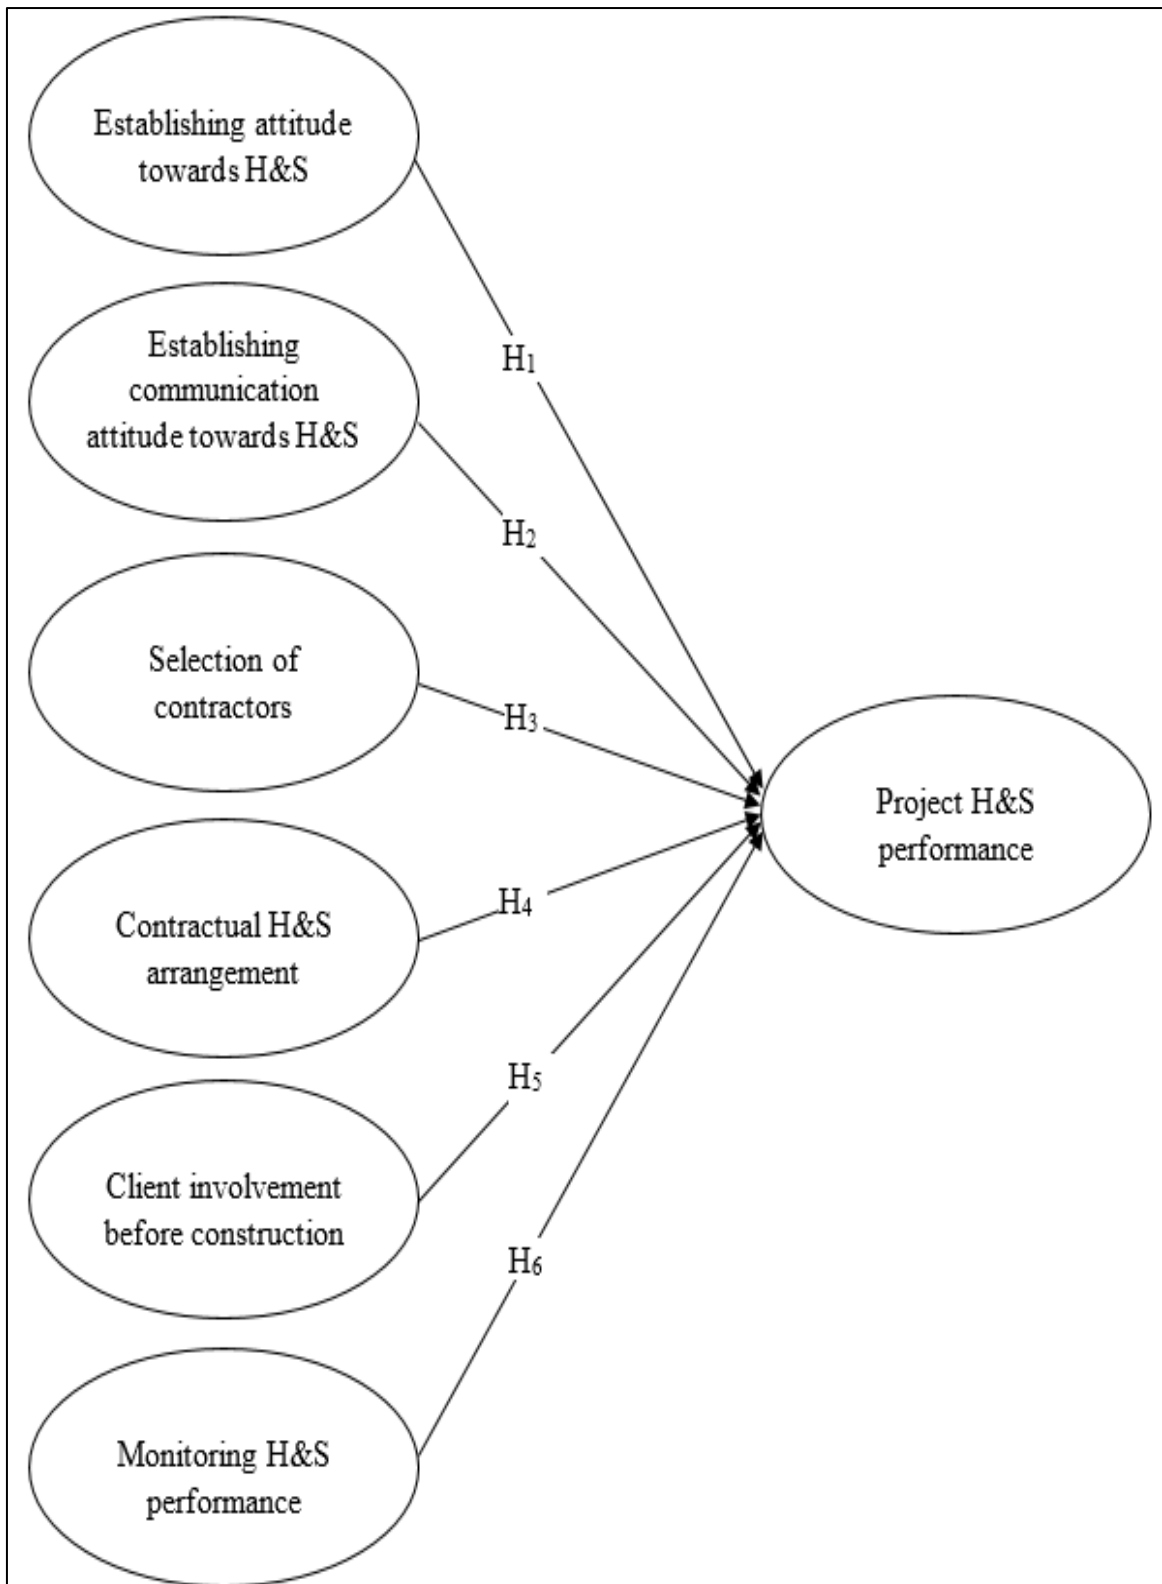 Establishing attitude
towards H&S
Establishing
communication
attitude towards H&S
Selection of
contractors
Contractual H&S
arrangement
Client involvement
before construction
Monitoring H&S
performance
H1
H2
H3
H4
H5
H6
Project H&S
performance